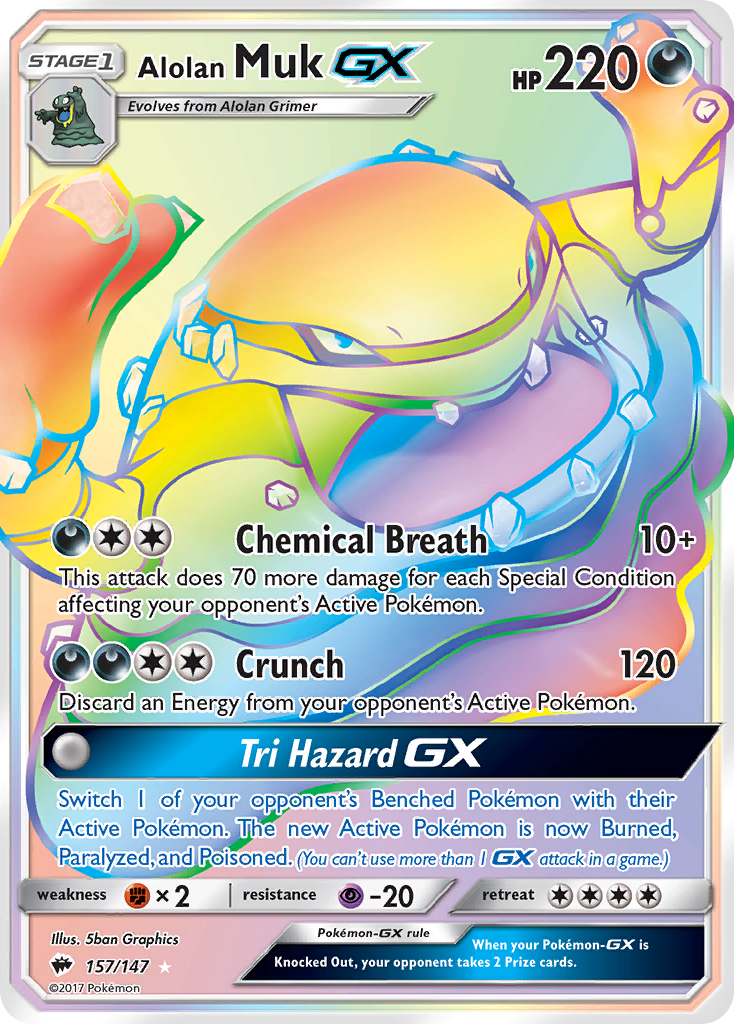 STAGE 1 Alolan Muk GX HP 220
Evolves from Alolan Grimer
Chemical Breath 10+
This attack does 70 more damage for each Special Condition
affecting your opponent's Active Pokémon.
Crunch 120
Discard an Energy from your opponent's Active Pokémon.
Tri Hazard GX
Switch 1 of your opponent's Benched Pokémon with their
Active Pokémon. The new Active Pokémon is now Burned,
Paralyzed, and Poisoned. (You can't use more than 1 GX attack in a game.)
weakness × 2 resistance -20 retreat
Illus. 5ban Graphics
Pokémon-GX rule
When your Pokémon-GX is
Knocked Out, your opponent takes 2 Prize cards.
157/147
©2017 Pokémon